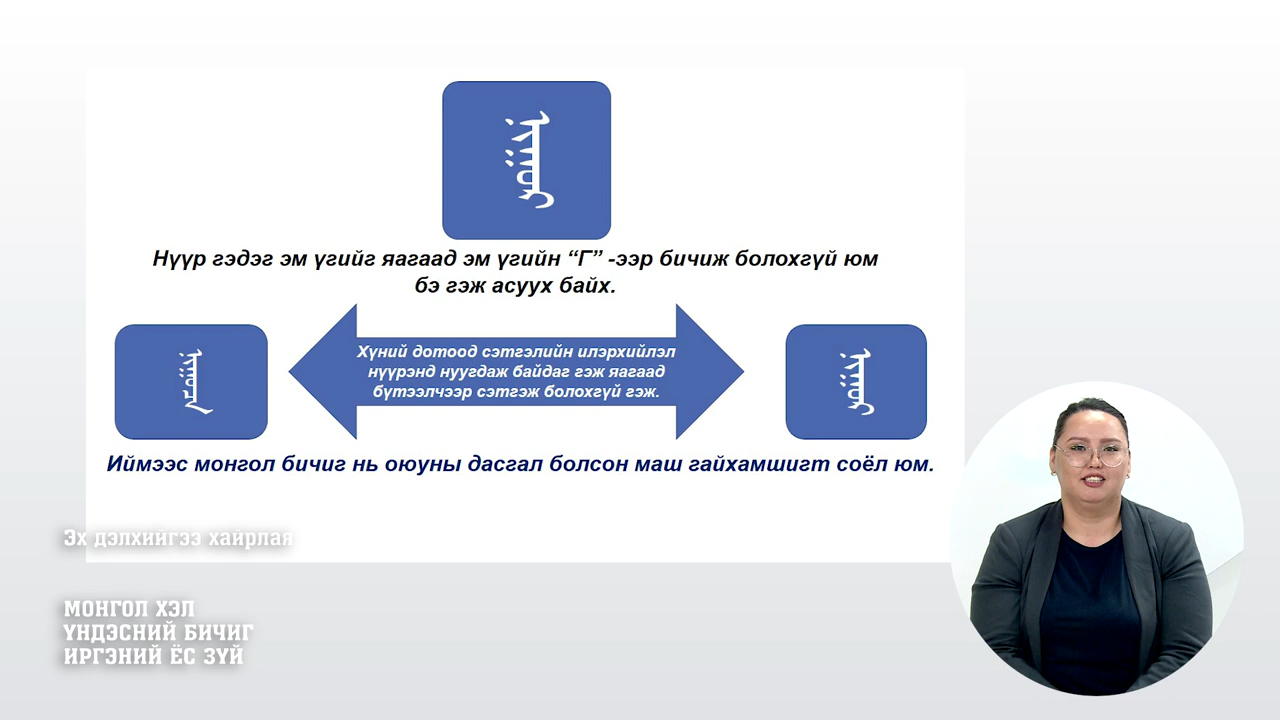 Нүүр гэдэг эм үгийг яагаад эм үгийн “Г” -ээр бичиж болохгүй юм
бэ гэж асуух байх.
Хүний дотоод сэтгэлийн илэрхийлэл
нүүрэнд нуугдаж байдаг гэж яагаад
бүтээлчээр сэтгэж болохгүй гэж.
Иймээс монгол бичиг нь оюуны дасгал болсон маш гайхамшигт соёл юм.
Эх дэлхийгээ хайрлая
МОНГОЛ ХЭЛ
ҮНДЭСНИЙ БИЧИГ
ИРГЭНИЙ ЁС ЗҮЙ